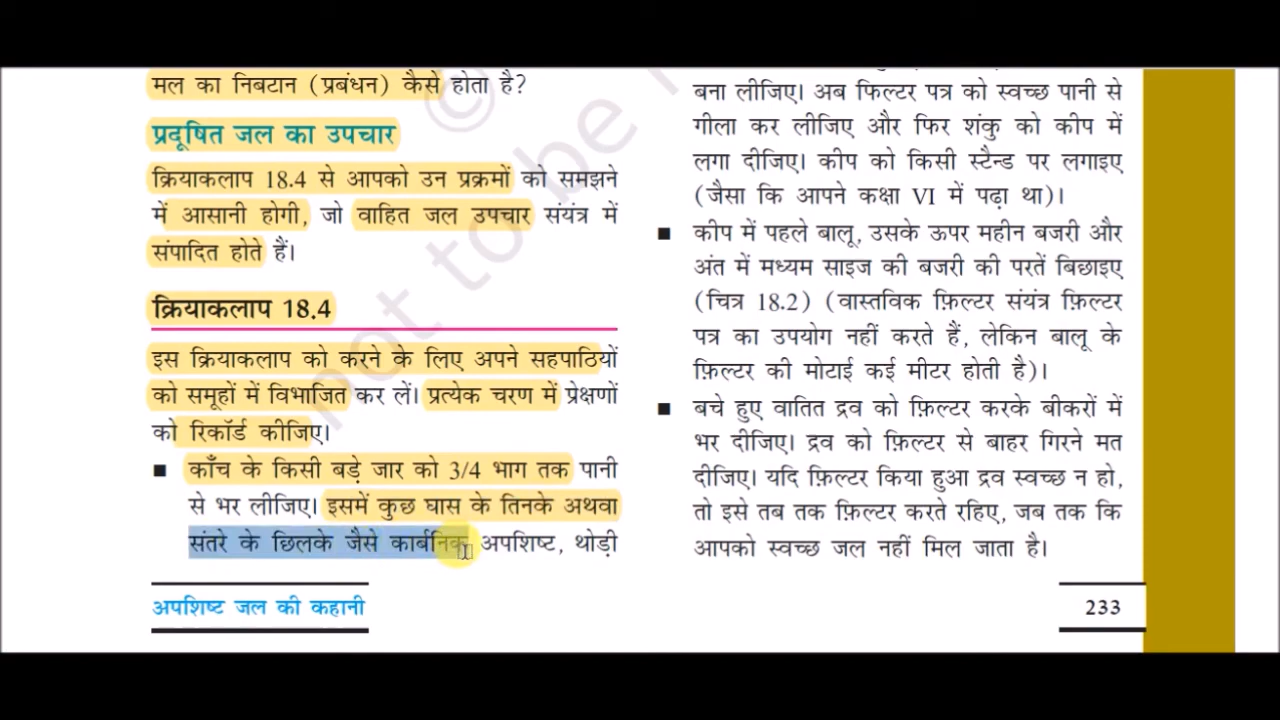 मल का निबटान (प्रबंधन) कैसे होता है?
प्रदूषित जल का उपचार
क्रियाकलाप 18.4 से आपको उन प्रक्रमों को समझने
में आसानी होगी, जो वाहित जल उपचार संयंत्र में
संपादित होते हैं।
क्रियाकलाप 18.4
इस क्रियाकलाप को करने के लिए अपने सहपाठियों
को समूहों में विभाजित कर लें। प्रत्येक चरण में प्रेक्षणों
को रिकॉर्ड कीजिए।
■ काँच के किसी बड़े जार को 3/4 भाग तक पानी
से भर लीजिए। इसमें कुछ घास के तिनके अथवा
संतरे के छिलके जैसे कार्बनिक अपशिष्ट, थोड़ी
बना लीजिए। अब फिल्टर पत्र को स्वच्छ पानी से
गीला कर लीजिए और फिर शंकु को कीप में
लगा दीजिए। कीप को किसी स्टैन्ड पर लगाइए
(जैसा कि आपने कक्षा VI में पढ़ा था)।
■ कीप में पहले बालू, उसके ऊपर महीन बजरी और
अंत में मध्यम साइज की बजरी की परतें बिछाइए
(चित्र 18.2) (वास्तविक फ़िल्टर संयंत्र फ़िल्टर
पत्र का उपयोग नहीं करते हैं, लेकिन बालू के
फ़िल्टर की मोटाई कई मीटर होती है)।
■ बचे हुए वातित द्रव को फ़िल्टर करके बीकरों में
भर दीजिए। द्रव को फ़िल्टर से बाहर गिरने मत
दीजिए। यदि फ़िल्टर किया हुआ द्रव स्वच्छ न हो,
तो इसे तब तक फ़िल्टर करते रहिए, जब तक कि
आपको स्वच्छ जल नहीं मिल जाता है।
अपशिष्ट जल की कहानी
233
© not to be